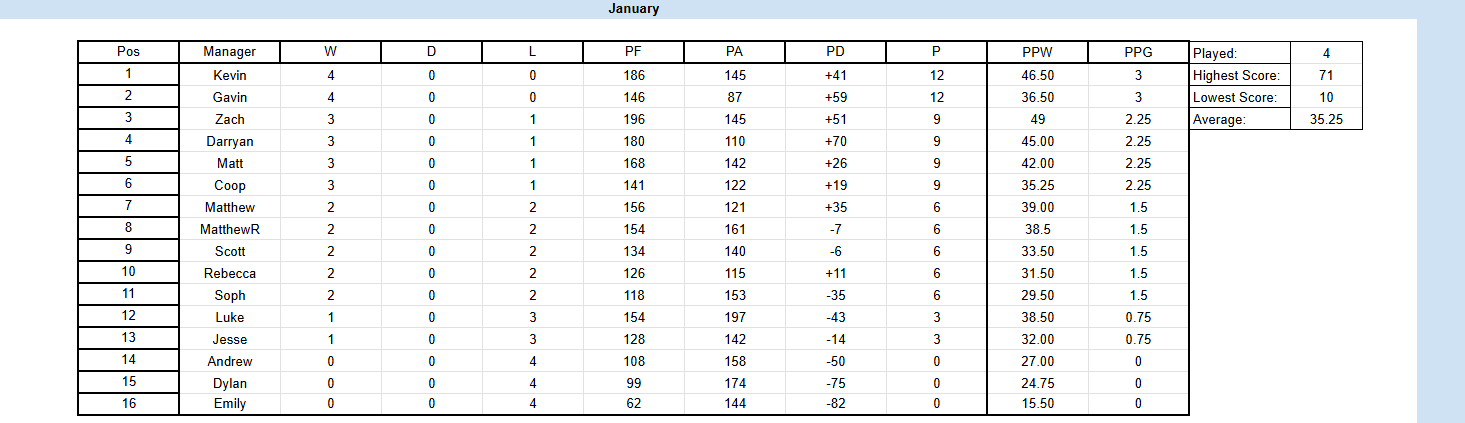 January
Pos Manager W D L PF PA PD P PPW PPG Played: 4
1 Kevin 4 0 0 186 145 +41 12 46.50 3 Highest Score: 71
2 Gavin 4 0 0 146 87 +59 12 36.50 3 Lowest Score: 10
3 Zach 3 0 1 196 145 +51 9 49 2.25 Average: 35.25
4 Darryan 3 0 1 180 110 +70 9 45.00 2.25
5 Matt 3 0 1 168 142 +26 9 42.00 2.25
6 Coop 3 0 1 141 122 +19 9 35.25 2.25
7 Matthew 2 0 2 156 121 +35 6 39.00 1.5
8 MatthewR 2 0 2 154 161 -7 6 38.5 1.5
9 Scott 2 0 2 134 140 -6 6 33.50 1.5
10 Rebecca 2 0 2 126 115 +11 6 31.50 1.5
11 Soph 2 0 2 118 153 -35 6 29.50 1.5
12 Luke 1 0 3 154 197 -43 3 38.50 0.75
13 Jesse 1 0 3 128 142 -14 3 32.00 0.75
14 Andrew 0 0 4 108 158 -50 0 27.00 0
15 Dylan 0 0 4 99 174 -75 0 24.75 0
16 Emily 0 0 4 62 144 -82 0 15.50 0